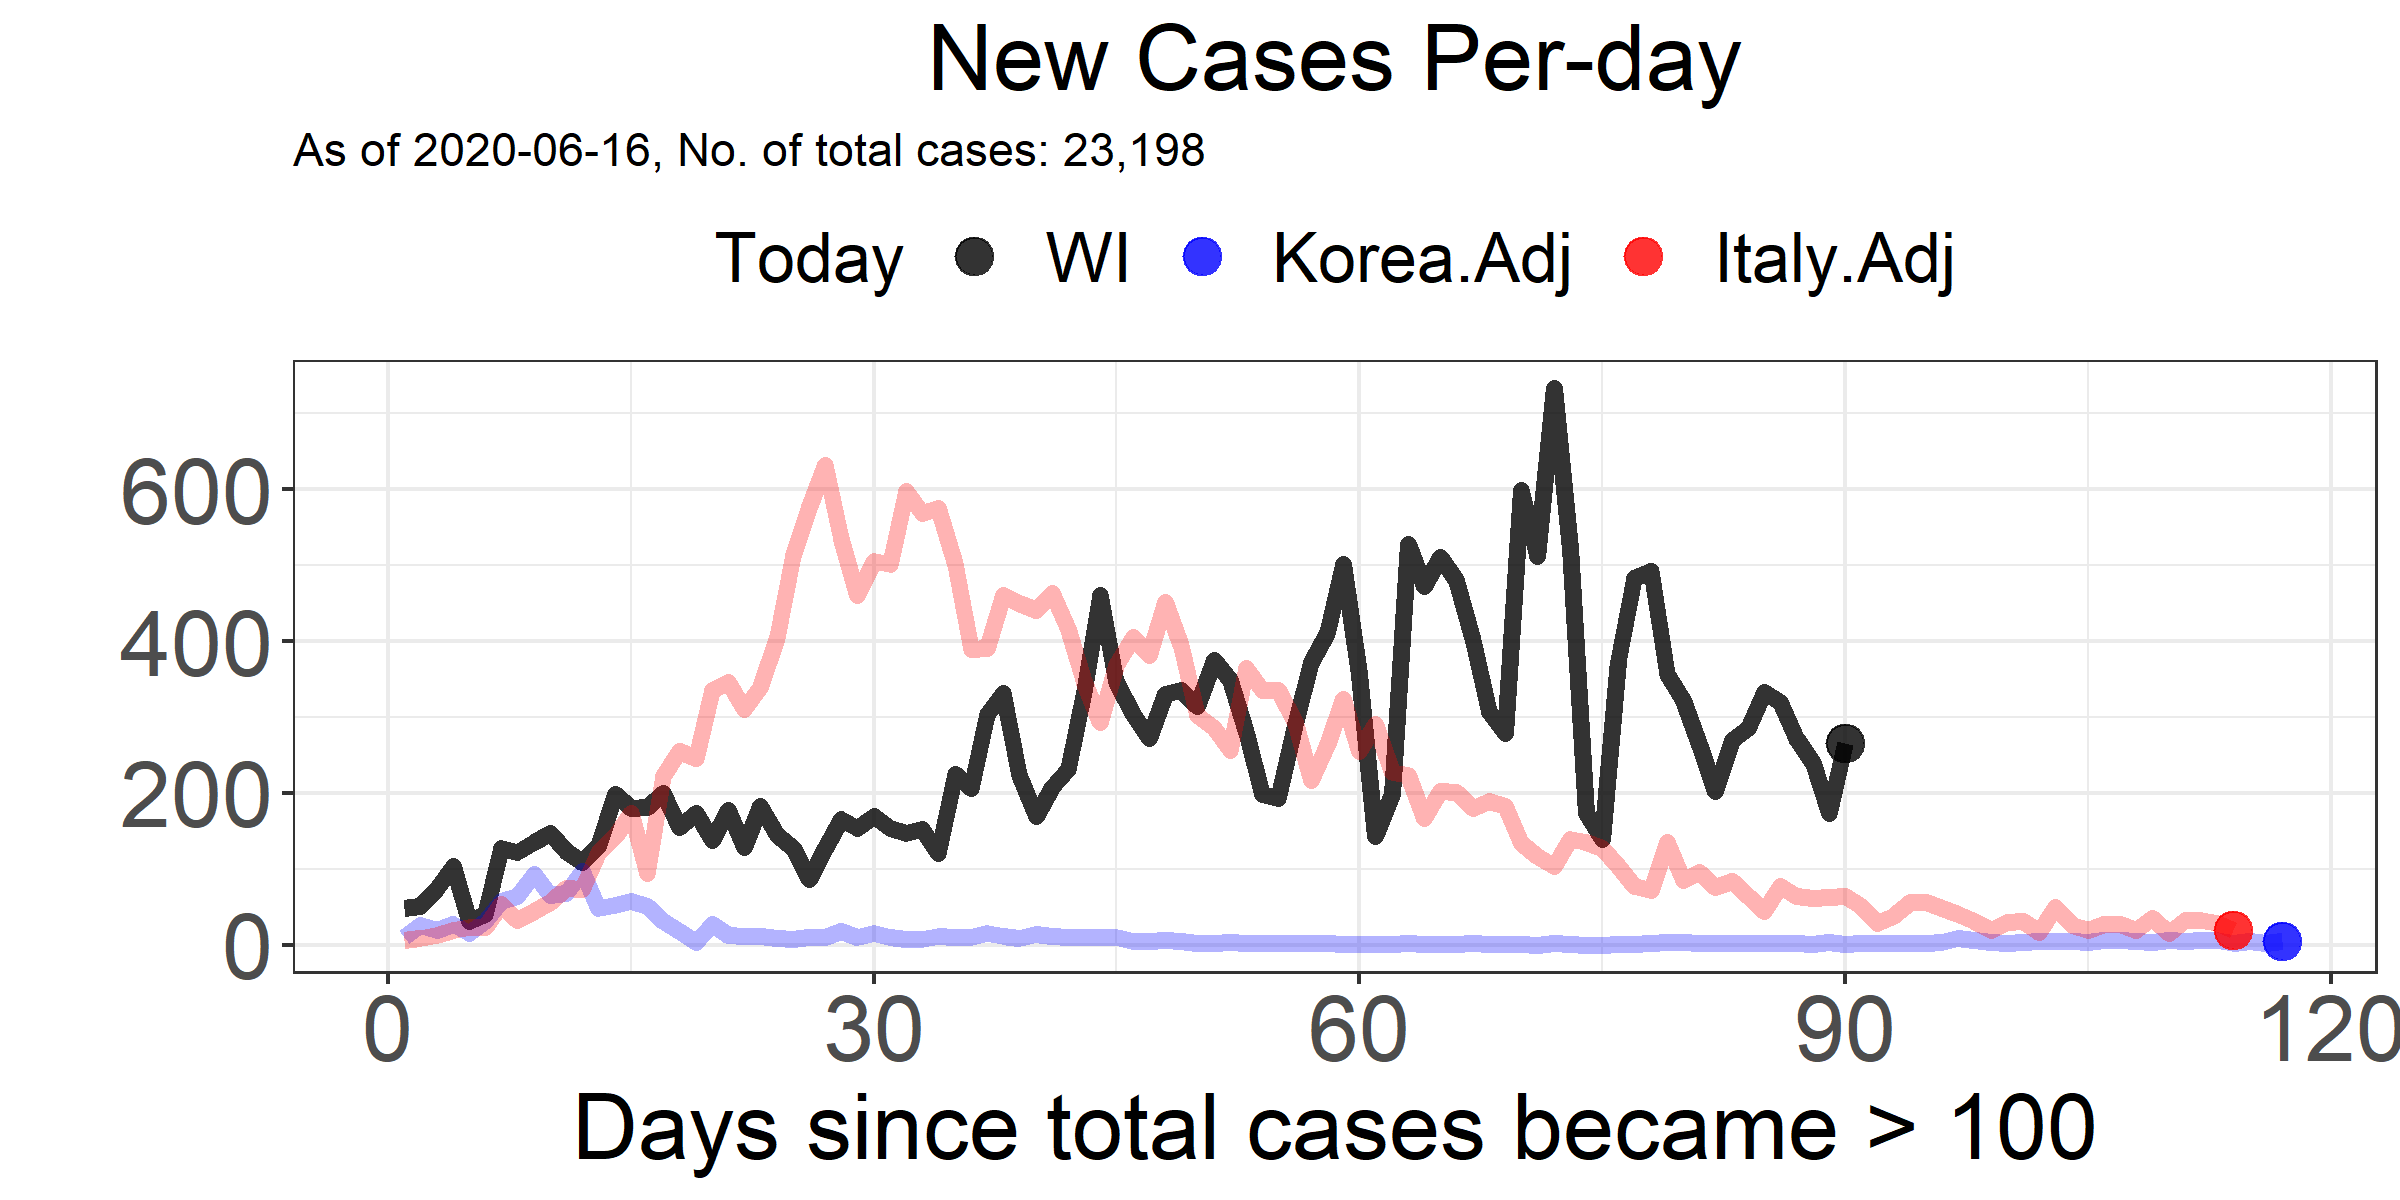 New Cases Per-day
As of 2020-06-16, No. of total cases: 23,198
Today WI Korea.Adj Italy.Adj
600
400
200
0
0 30 60 90 120
Days since total cases became > 100